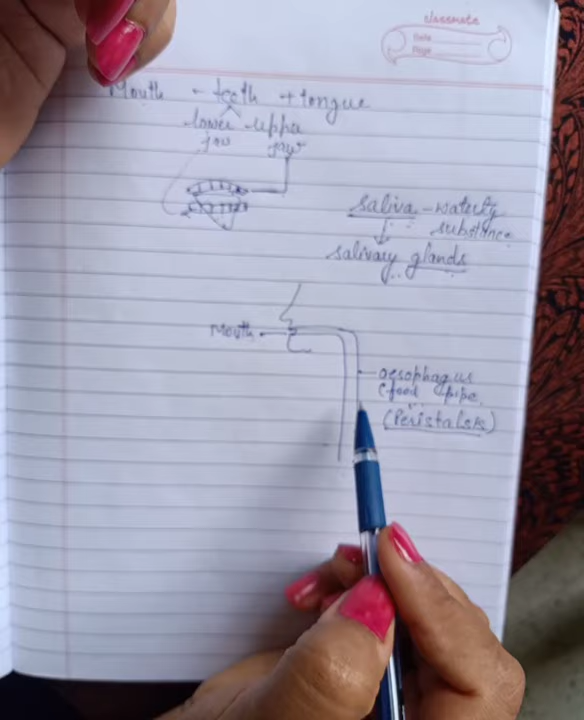 classmate
Date
Page
Mouth - teeth + tongue
lower upper
jaw jaw
saliva - waterly
substance
salivary glands
Mouth
oesophagus
(food pipe
(Peristalsis)